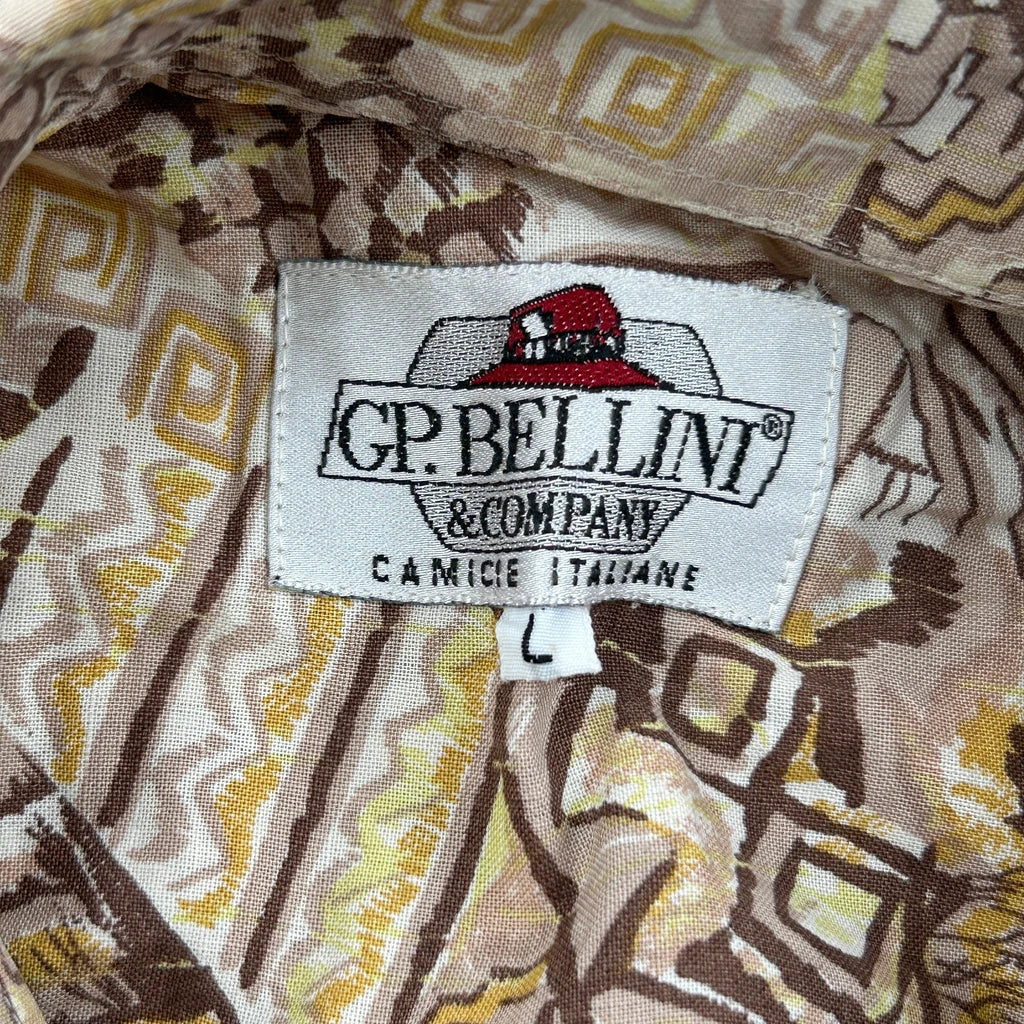 GP. BELLINI®
& COMPANY
CAMICIE ITALIANE
L